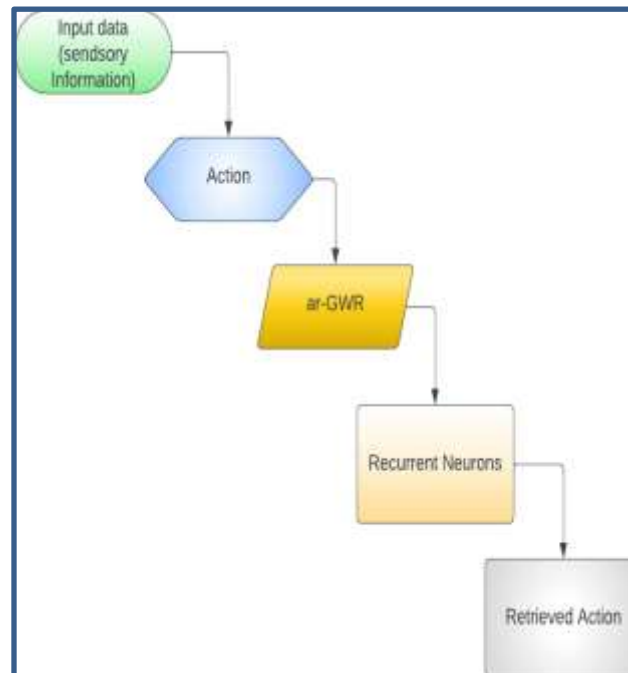 Input data
(sendsory
Information)
Action
ar-GWR
Recurrent Neurons
Retrieved Action